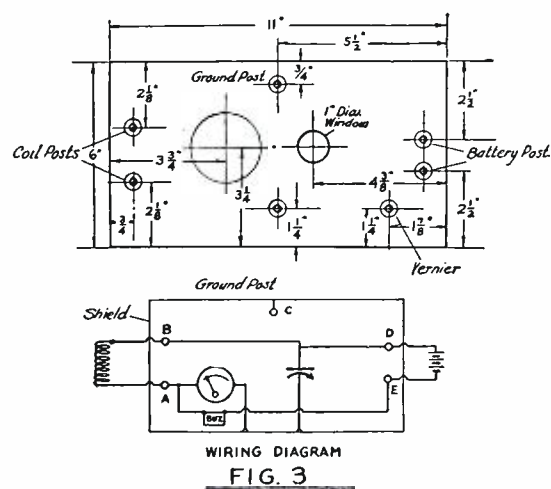 11"
5 1/2"
3/4"
Ground Post
2 1/8"
2 1/2"
1" Dia.
Window
Coil Posts
6"
3 3/4"
Battery Post
4 3/8"
3 1/4
2 1/8"
3/4"
1 1/4"
1 1/4"
1 7/8"
2 1/2"
Vernier
Ground Post
Shield
C
B
D
A
E
BUZ.
WIRING DIAGRAM
FIG. 3